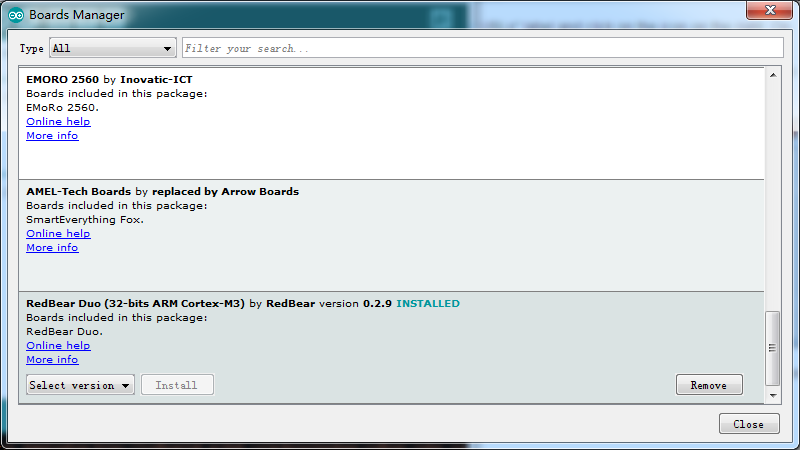 Boards Manager
Type All Filter your search...
EMORO 2560 by Inovatic-ICT
Boards included in this package:
EMoRo 2560.
Online help
More info
AMEL-Tech Boards by replaced by Arrow Boards
Boards included in this package:
SmartEverything Fox.
Online help
More info
RedBear Duo (32-bits ARM Cortex-M3) by RedBear version 0.2.9 INSTALLED
Boards included in this package:
RedBear Duo.
Online help
More info
Select version Install Remove
Close